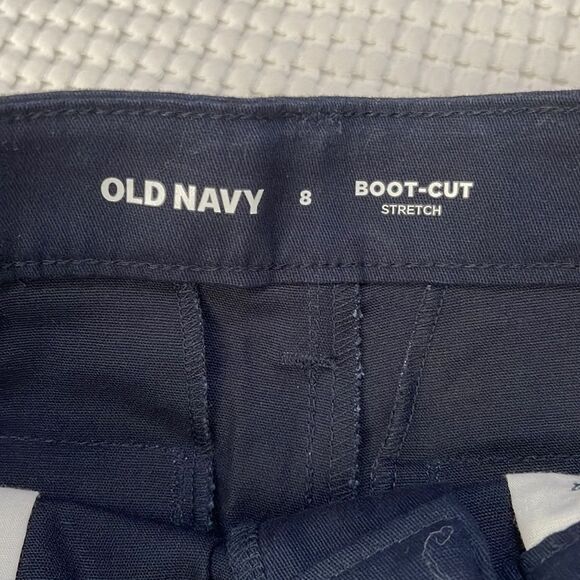 OLD NAVY 8 BOOT-CUT
STRETCH